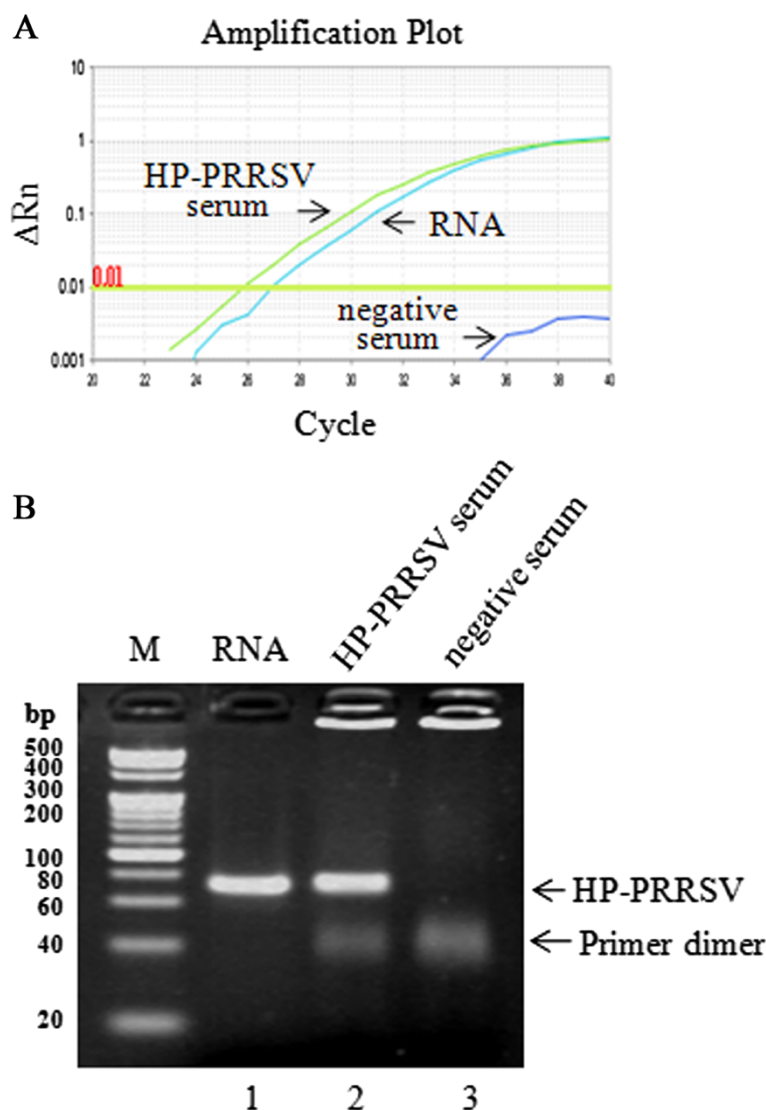 A
Amplification Plot
10
1
0.1
0.01
0.001
ΔRn
0.01
HP-PRRSV
serum
RNA
negative
serum
20 22 24 26 28 30 32 34 36 38 40
Cycle
B
M RNA HP-PRRSV serum negative serum
bp
500
400
300
200
100
80
60
40
20
HP-PRRSV
Primer dimer
1 2 3